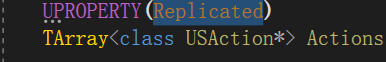 UPROPERTY(Replicated)
TArray<class USAction*> Actions